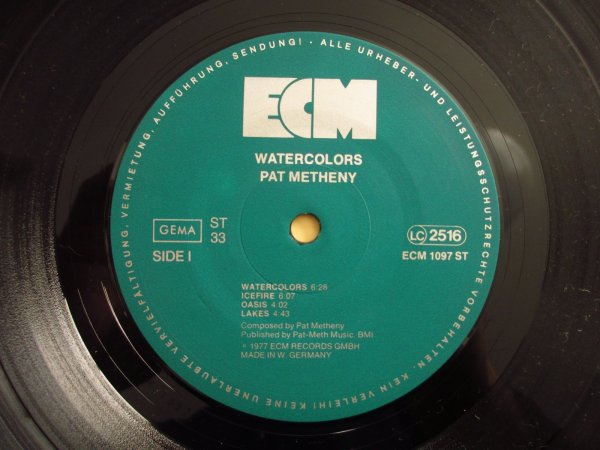 ALLE URHEBER- UND LEISTUNGSSCHUTZRECHTE VORBEHALTEN. KEIN VERLEIH! KEINE UNERLAUBTE VERVIELFÄLTIGUNG, VERMIETUNG, AUFFÜHRUNG, SENDUNG! ·
ECM
WATERCOLORS
PAT METHENY
GEMA
ST
33
SIDE I
LC 2516
ECM 1097 ST
WATERCOLORS 6:28
ICEFIRE 6:07
OASIS 4:02
LAKES 4:43
Composed by Pat Metheny
Published by Pat-Meth Music, BMI
℗ 1977 ECM RECORDS GMBH
MADE IN W. GERMANY